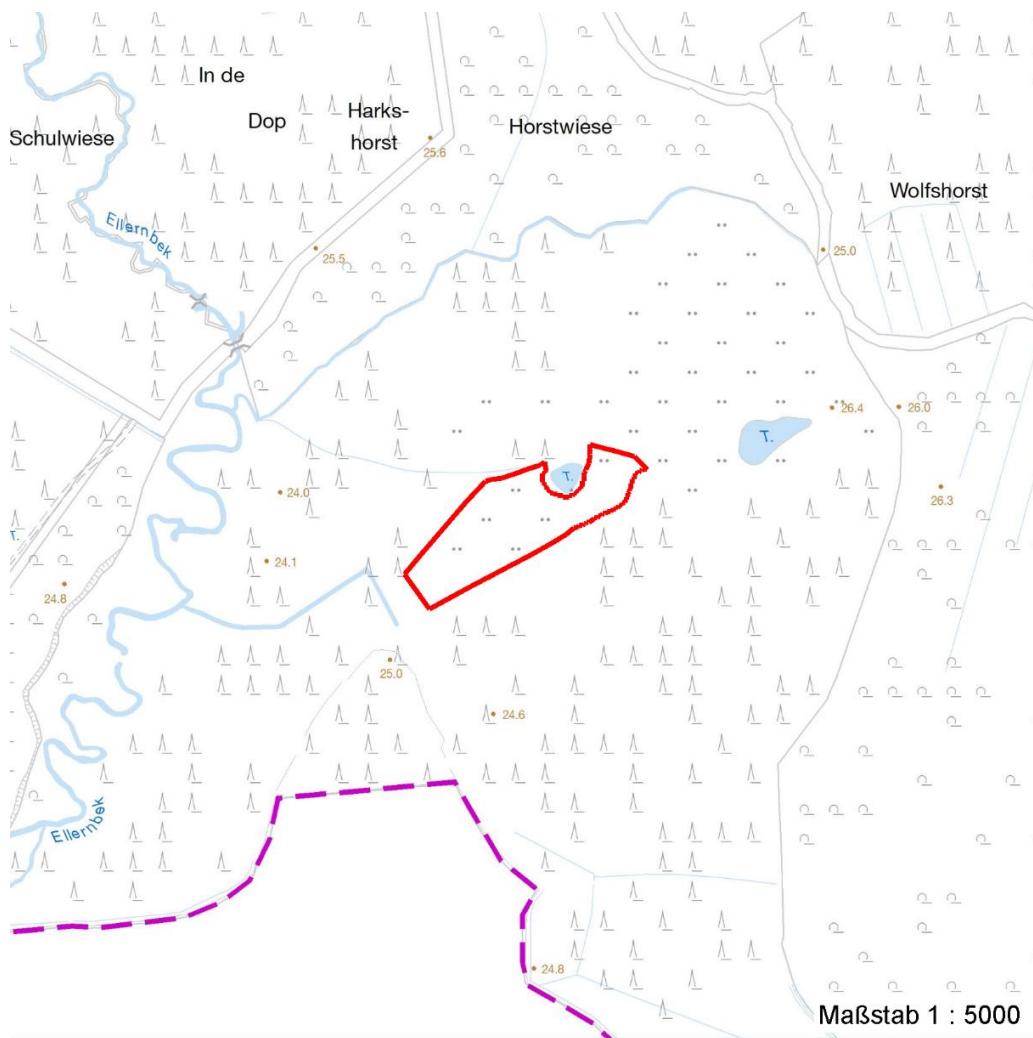 In de
Dop
Harks-
horst
Schulwiese
Horstwiese
Wolfshorst
25.6
Ellernbek
25.5
25.0
26.4
26.0
T.
T.
24.0
26.3
T.
24.1
24.8
25.0
24.6
Ellernbek
24.8
Maßstab 1 : 5000